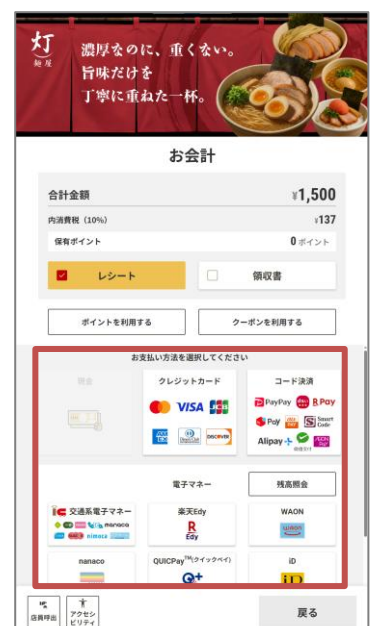 灯
麺屋
濃厚なのに、重くない。
旨味だけを
丁寧に重ねた一杯。
お会計
合計金額 ¥1,500
内消費税（10%） ¥137
保有ポイント 0 ポイント
レシート 領収書
ポイントを利用する クーポンを利用する
お支払い方法を選択してください
現金 クレジットカード コード決済
VISA JCB
PayPay R Pay
DISCOVER
Pay Smart Code
Alipay+
電子マネー 残高照会
交通系電子マネー 楽天Edy WAON
manaca
nimoca
R Edy
WAON
nanaco QUICPay™(クイックペイ) iD
Q+ iD
店員呼出 アクセシビリティ 戻る